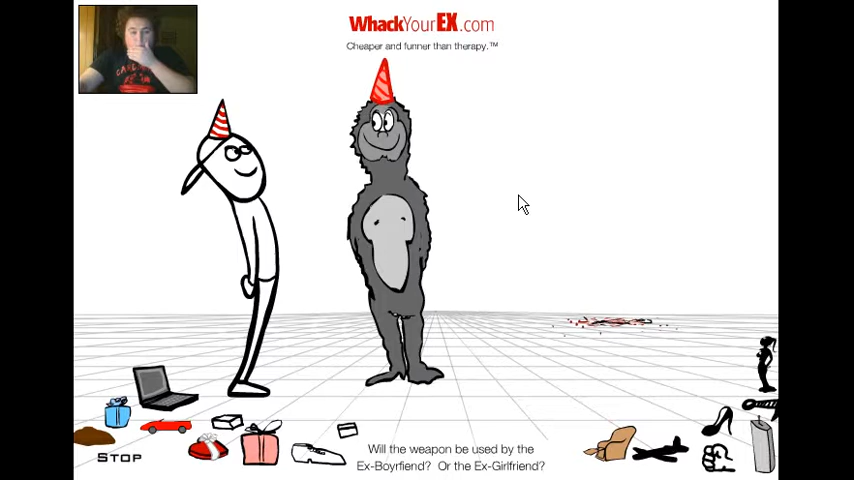 WhackYourEX.com
Cheaper and funner than therapy.™
STOP
Will the weapon be used by the
Ex-Boyrfiend? Or the Ex-Girlfriend?